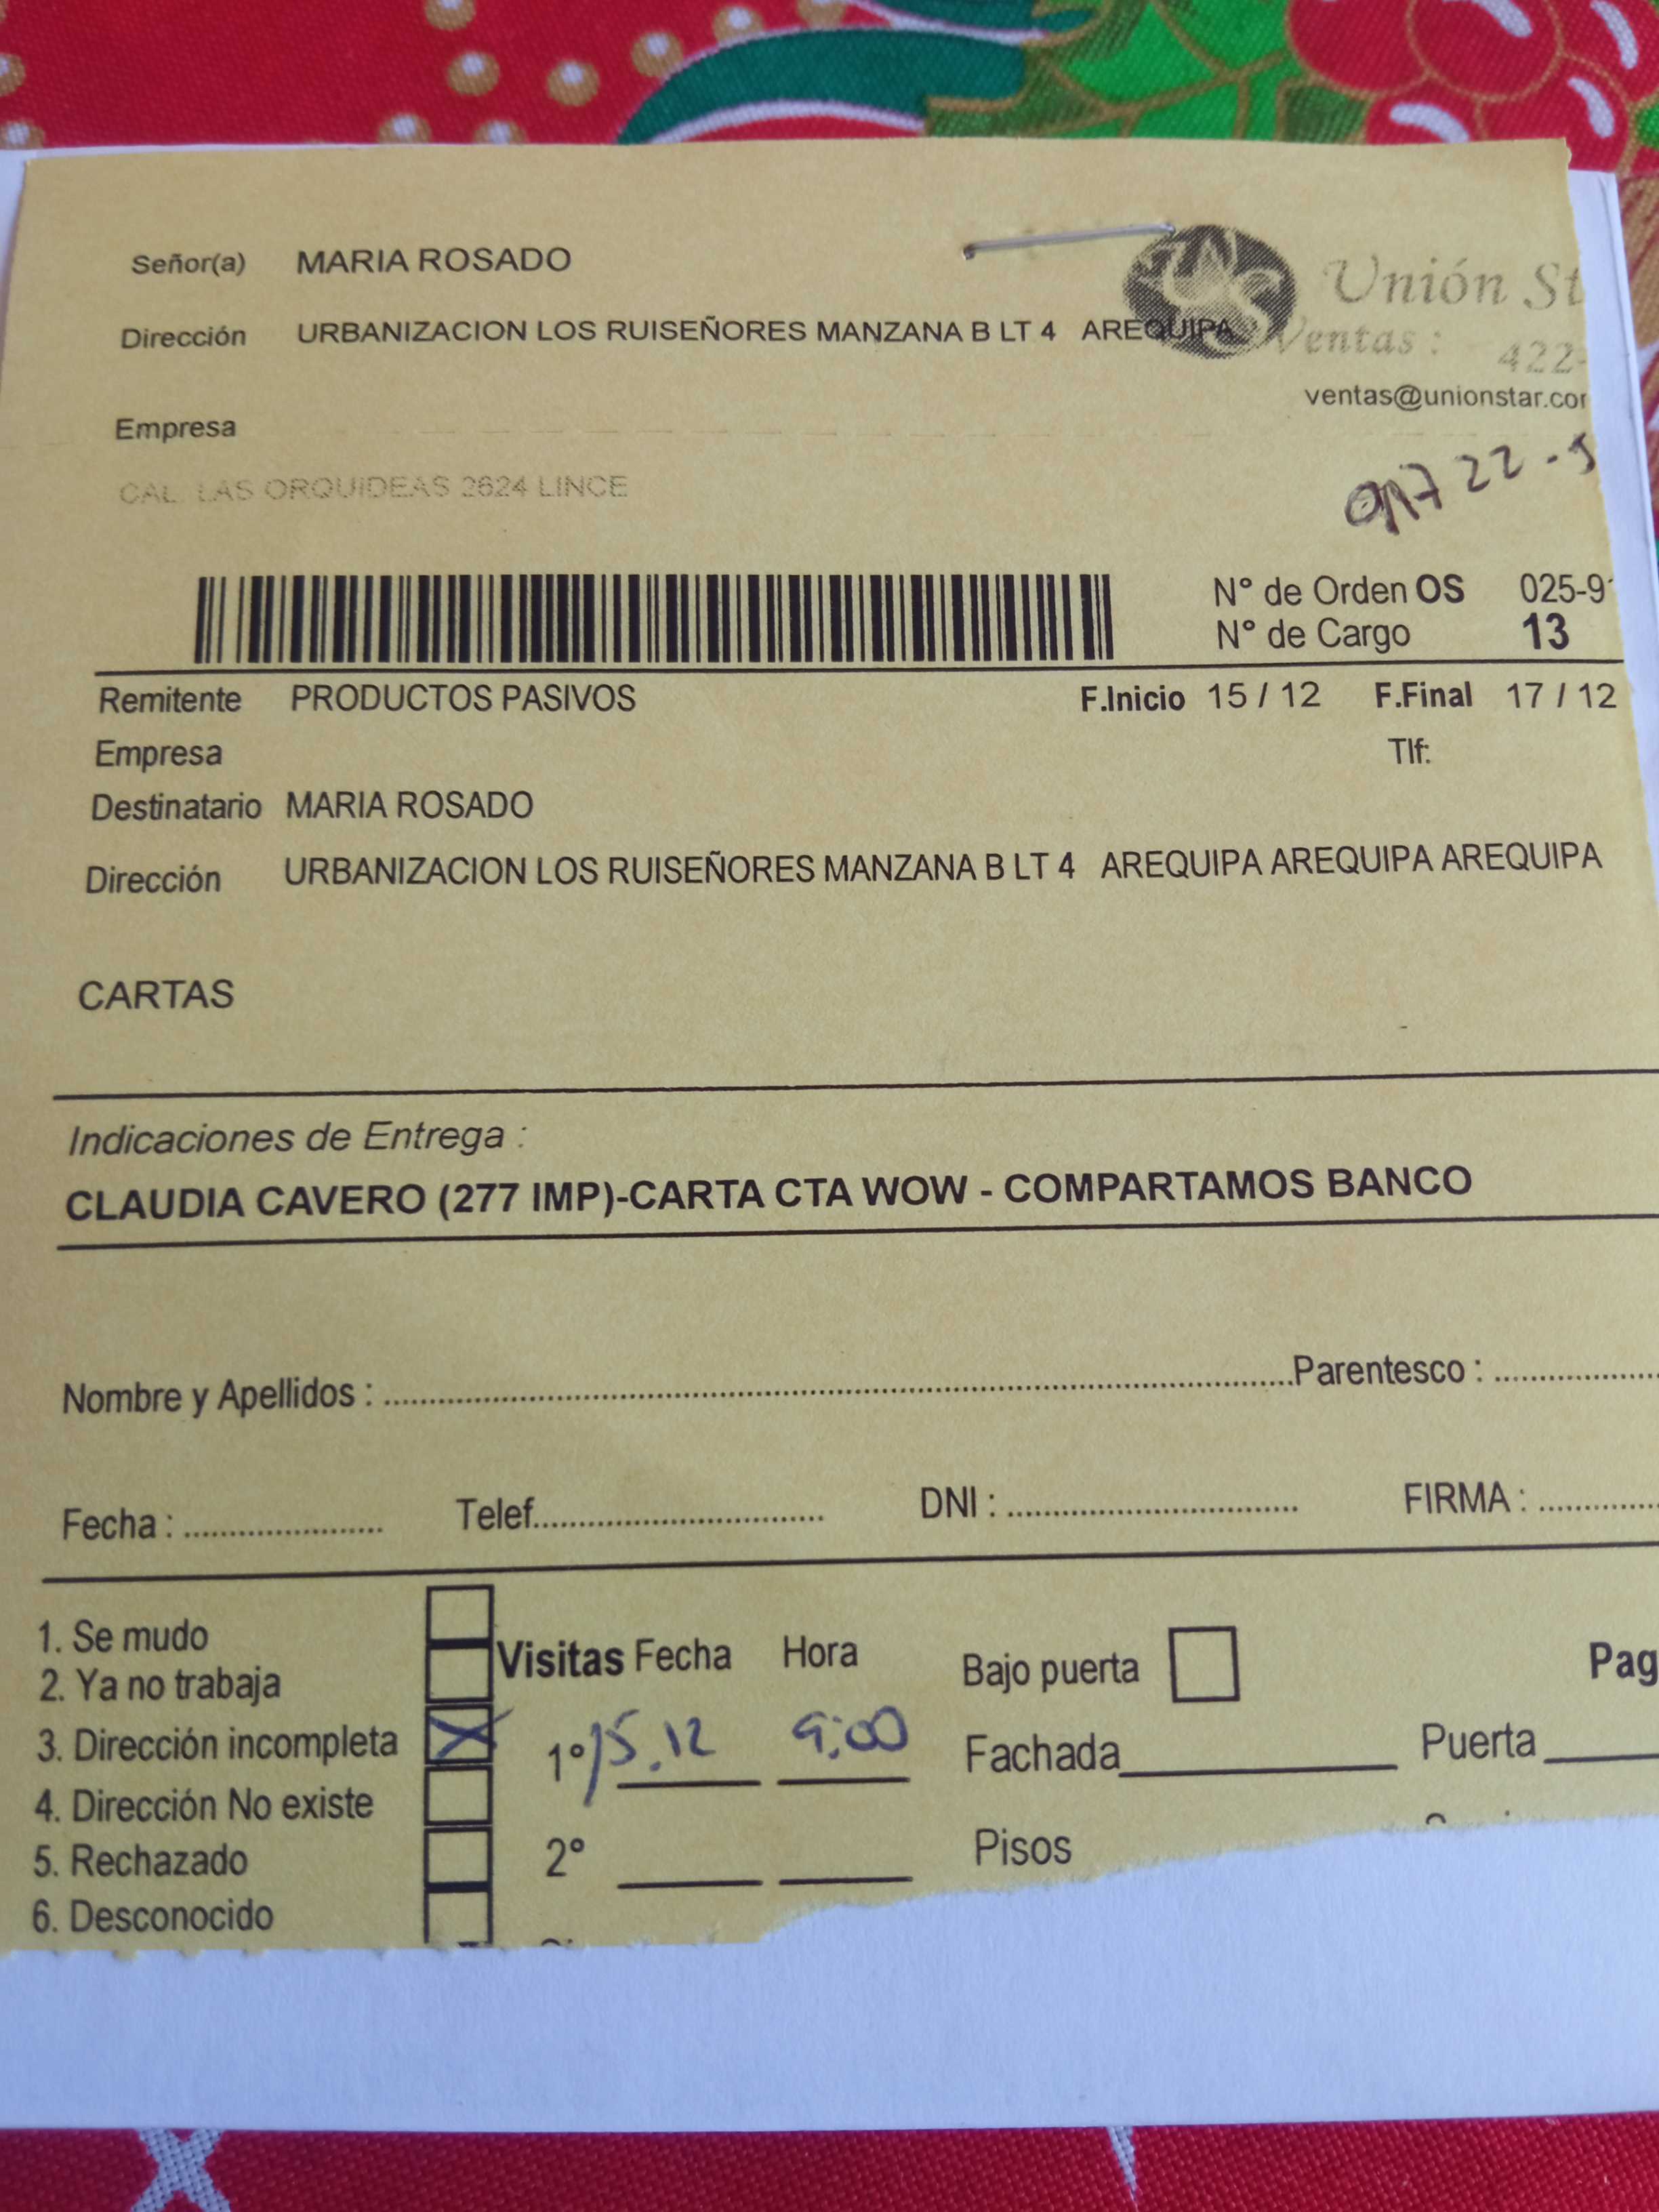 Señor(a) MARIA ROSADO
Unión St
Dirección URBANIZACION LOS RUISEÑORES MANZANA B LT 4 AREQUIPA
Ventas : 422-
ventas@unionstar.cor
Empresa
CAL. LAS ORQUIDEAS 2624 LINCE
N° de Orden OS 025-9
N° de Cargo 13
Remitente PRODUCTOS PASIVOS F.Inicio 15 / 12 F.Final 17 / 12
Empresa Tlf:
Destinatario MARIA ROSADO
Dirección URBANIZACION LOS RUISEÑORES MANZANA B LT 4 AREQUIPA AREQUIPA AREQUIPA
CARTAS
Indicaciones de Entrega :
CLAUDIA CAVERO (277 IMP)-CARTA CTA WOW - COMPARTAMOS BANCO
Nombre y Apellidos : Parentesco :
Fecha : Telef. DNI : FIRMA :
1. Se mudo
Visitas Fecha Hora Bajo puerta Pag
2. Ya no trabaja
3. Dirección incompleta X 1° 15.12 9:00 Fachada Puerta
4. Dirección No existe
5. Rechazado 2° Pisos
6. Desconocido